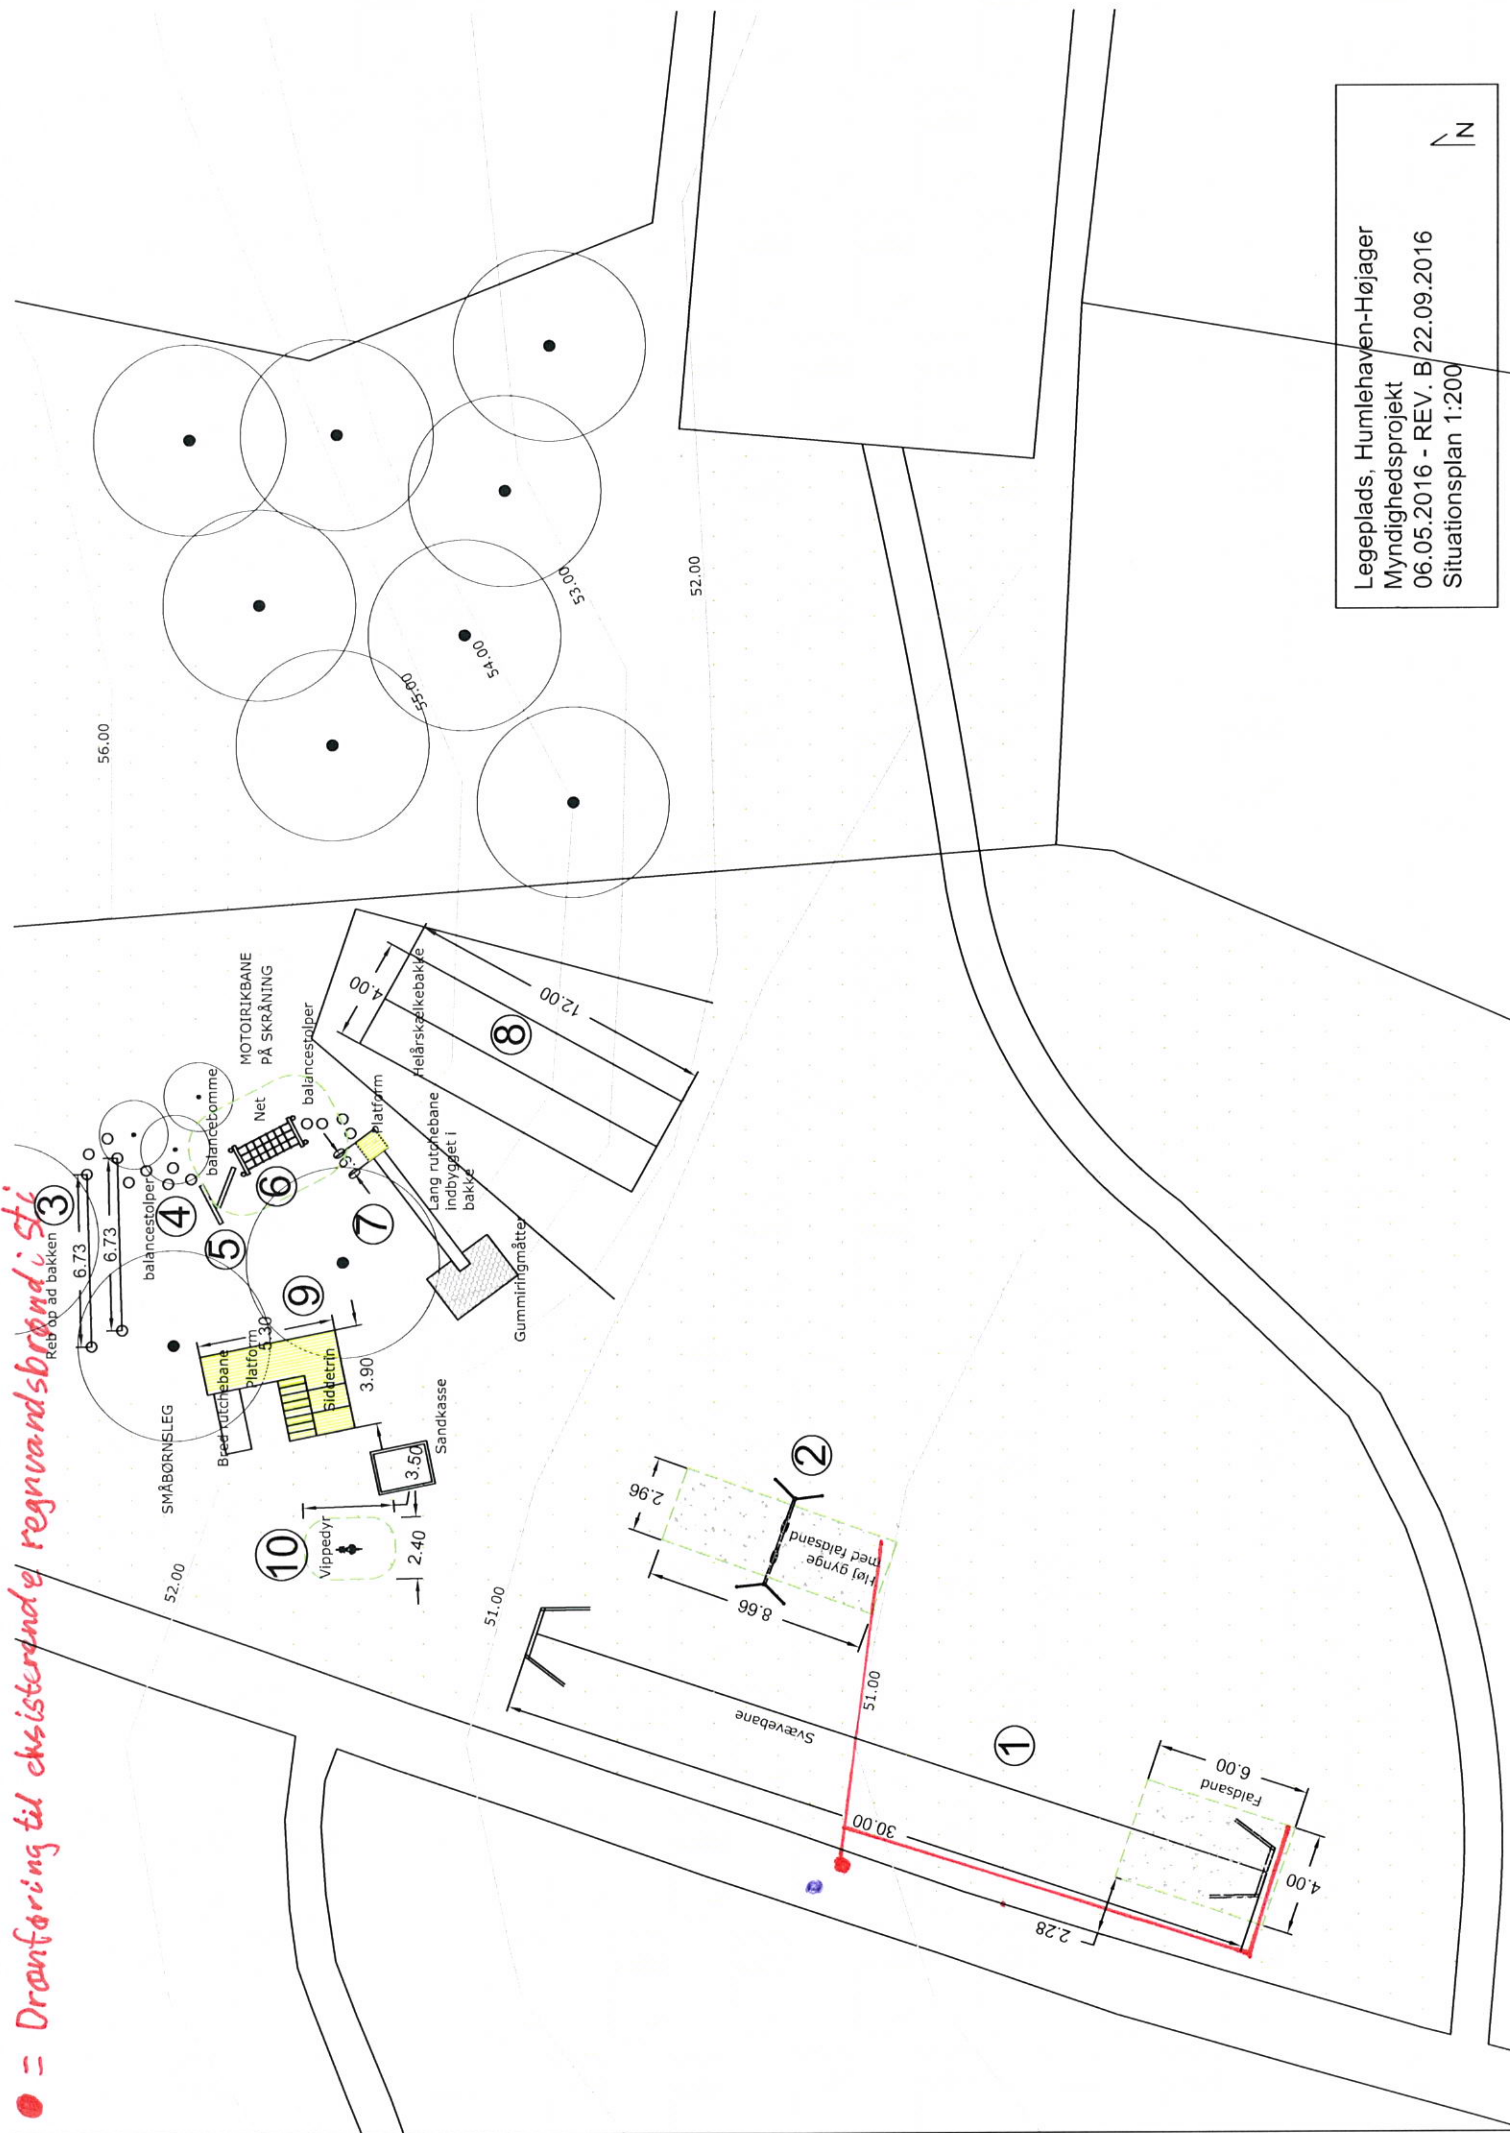 ● = Drænføring til eksisterende regnvandsbrønd i sti
Reb op ad bakken
3
6.73
6.73
balancestolper
4
5
balancebomme
MOTOIRIKBANE
PÅ SKRÅNING
Net
6
balancestolper
7
Platform
Lang rutchebane
indbygget i
bakke
Gummiringmåtter
Helårskælkebakke
4.00
12.00
8
9
SMÅBØRNSLEG
Bred rutchebane
Platform
5.30
Siddetrin
3.90
Sandkasse
3.50
10
Vippedyr
2.40
56.00
55.00
54.00
53.00
52.00
52.00
51.00
51.00
2.96
2
Høj gynge
med faldsand
8.66
Svævebane
1
30.00
2.28
Faldsand
6.00
4.00
Legeplads, Humlehaven-Højager
Myndighedsprojekt
06.05.2016 - REV. B 22.09.2016
Situationsplan 1:200
N